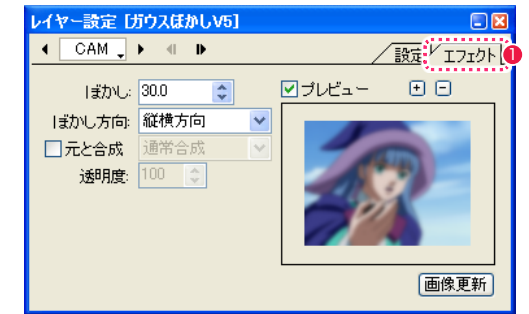 レイヤー設定 [ガウスぼかしV5]
CAM
設定 エフェクト 1
ぼかし: 30.0
プレビュー
ぼかし方向: 縦横方向
元と合成 通常合成
透明度: 100
画像更新